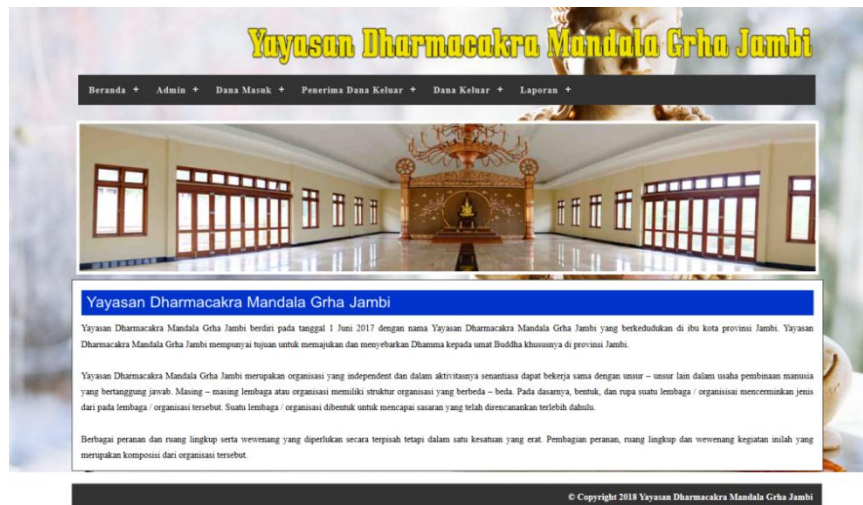 Yayasan Dharmacakra Mandala Grha Jambi
Beranda + Admin + Dana Masuk + Penerima Dana Keluar + Dana Keluar + Laporan +
Yayasan Dharmacakra Mandala Grha Jambi
Yayasan Dharmacakra Mandala Grha Jambi berdiri pada tanggal 1 Juni 2017 dengan nama Yayasan Dharmacakra Mandala Grha Jambi yang berkedudukan di ibu kota provinsi Jambi. Yayasan
Dharmacakra Mandala Grha Jambi mempunyai tujuan untuk memajukan dan menyebarkan Dhamma kepada umat Buddha khususnya di provinsi Jambi.
Yayasan Dharmacakra Mandala Grha Jambi merupakan organisasi yang independent dan dalam aktivitasnya senantiasa dapat bekerja sama dengan unsur – unsur lain dalam usaha pembinaan manusia
yang bertanggung jawab. Masing – masing lembaga atau organisasi memiliki struktur organisasi yang berbeda – beda. Pada dasarnya, bentuk, dan rupa suatu lembaga / organisisai mencerminkan jenis
dari pada lembaga / organisasi tersebut. Suatu lembaga / organisasi dibentuk untuk mencapai sasaran yang telah direncanakan terlebih dahulu.
Berbagai peranan dan ruang lingkup serta wewenang yang diperlukan secara terpisah tetapi dalam satu kesatuan yang erat. Pembagian peranan, ruang lingkup dan wewenang kegiatan inilah yang
merupakan komposisi dari organisasi tersebut.
© Copyright 2018 Yayasan Dharmacakra Mandala Grha Jambi